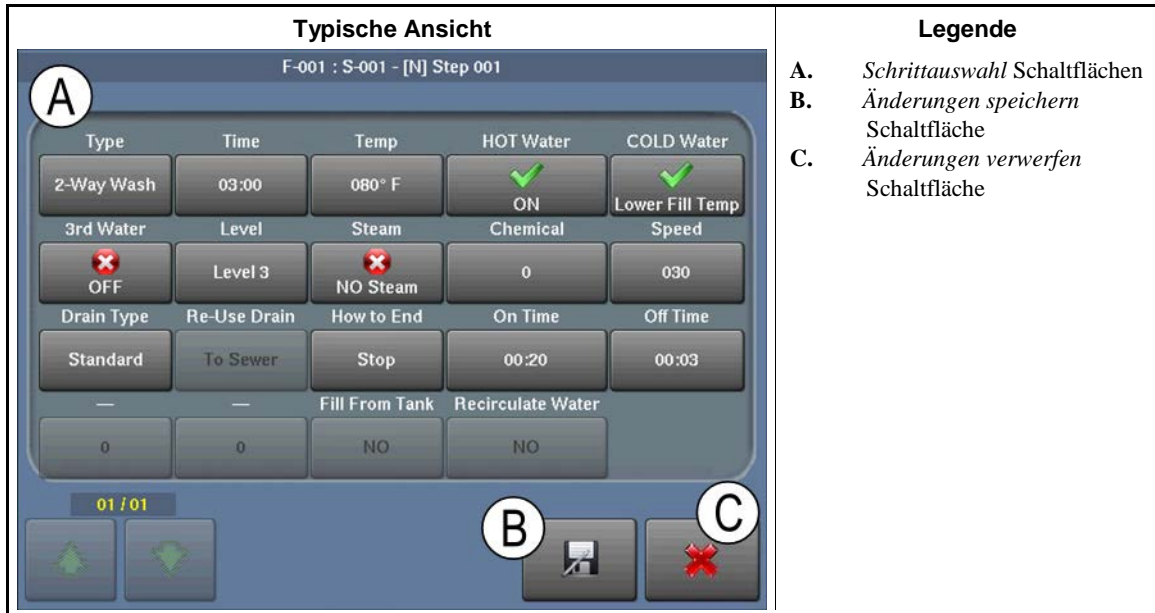 Typische Ansicht
Legende
F-001 : S-001 - [N] Step 001
A
Type Time Temp HOT Water COLD Water
2-Way Wash 03:00 080° F ON Lower Fill Temp
3rd Water Level Steam Chemical Speed
OFF Level 3 NO Steam 0 030
Drain Type Re-Use Drain How to End On Time Off Time
Standard To Sewer Stop 00:20 00:03
— — Fill From Tank Recirculate Water
0 0 NO NO
01 / 01
B
C
A. Schrittauswahl Schaltflächen
B. Änderungen speichern
Schaltfläche
C. Änderungen verwerfen
Schaltfläche